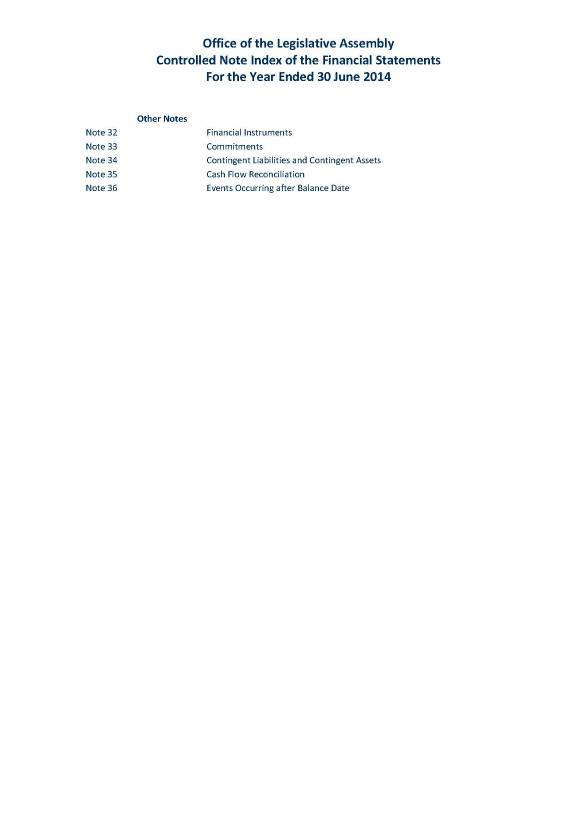 Office of the Legislative Assembly
Controlled Note Index of the Financial Statements
For the Year Ended 30 June 2014
Other Notes
Note 32 Financial Instruments
Note 33 Commitments
Note 34 Contingent Liabilities and Contingent Assets
Note 35 Cash Flow Reconciliation
Note 36 Events Occurring after Balance Date